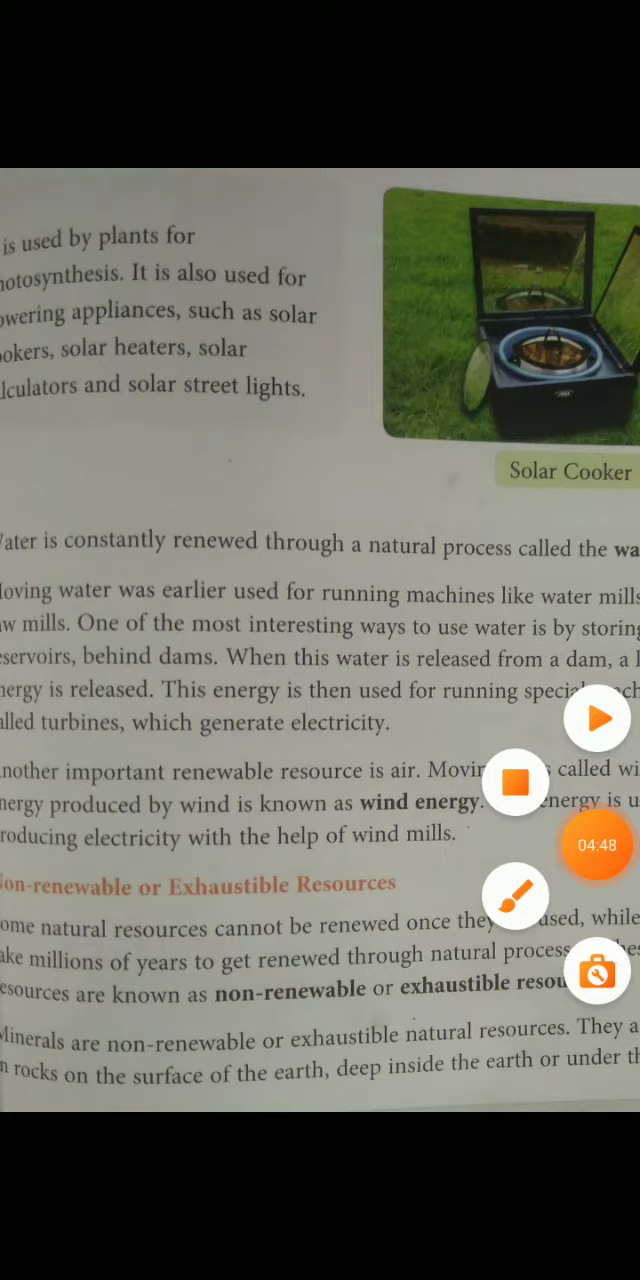 is used by plants for
otosynthesis. It is also used for
owering appliances, such as solar
okers, solar heaters, solar
lculators and solar street lights.
Solar Cooker
ater is constantly renewed through a natural process called the wa
oving water was earlier used for running machines like water mills
w mills. One of the most interesting ways to use water is by storing
servoirs, behind dams. When this water is released from a dam, a l
nergy is released. This energy is then used for running special
alled turbines, which generate electricity.
nother important renewable resource is air. called wi
nergy produced by wind is known as wind energy. energy is u
roducing electricity with the help of wind mills.
04:48
on-renewable or Exhaustible Resources
ome natural resources cannot be renewed once they used, while
ake millions of years to get renewed through natural process
esources are known as non-renewable or exhaustible resou
Minerals are non-renewable or exhaustible natural resources. They a
n rocks on the surface of the earth, deep inside the earth or under th